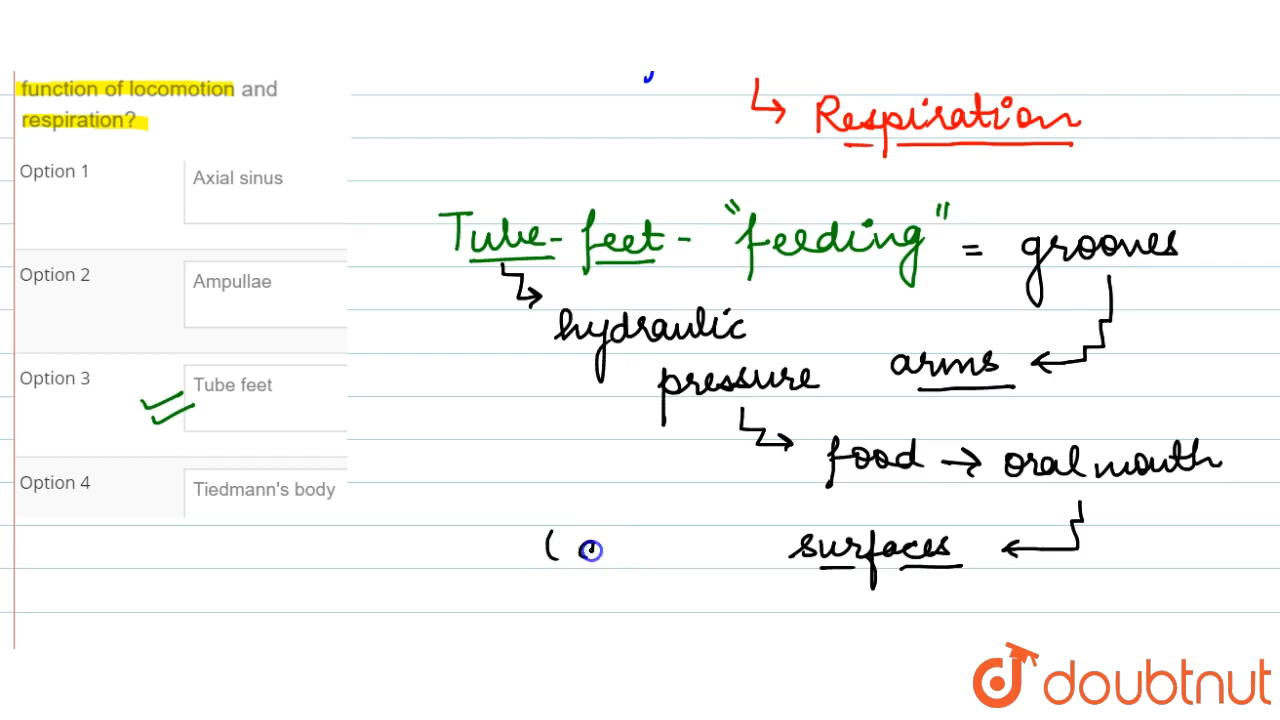 function of locomotion and
respiration?
Option 1
Axial sinus
Option 2
Ampullae
Option 3
Tube feet
Option 4
Tiedmann's body
Respiration
Tube-feet- "feeding" = grooves
hydraulic
pressure
arms
food → oral mouth
surfaces
(
doubtnut